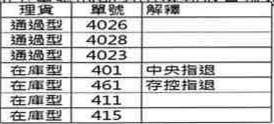 理貨 單號 解釋
通過型 4026
通過型 4028
通過型 4023
在庫型 401 中央指退
在庫型 461 存控指退
在庫型 411
在庫型 415